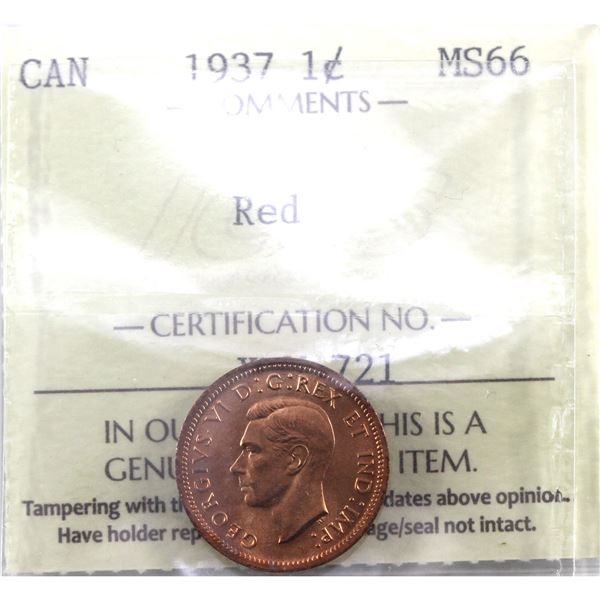 CAN 1937 1¢ MS66
— COMMENTS —
Red
— CERTIFICATION NO. —
721
IN OU HIS IS A
GENU ITEM.
Tampering with th dates above opinion.
Have holder rep age/seal not intact.
GEORGIVS VI D:G:REX ET IND:IMP: